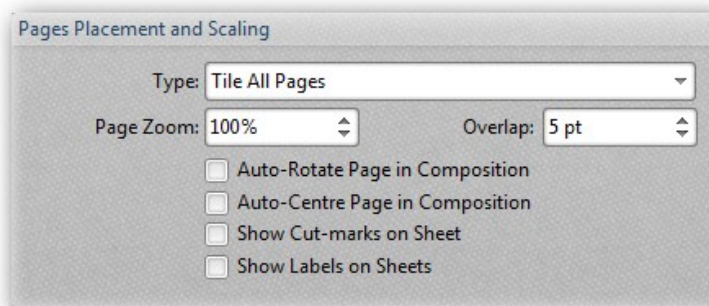 Pages Placement and Scaling
Type: Tile All Pages
Page Zoom: 100% Overlap: 5 pt
Auto-Rotate Page in Composition
Auto-Centre Page in Composition
Show Cut-marks on Sheet
Show Labels on Sheets